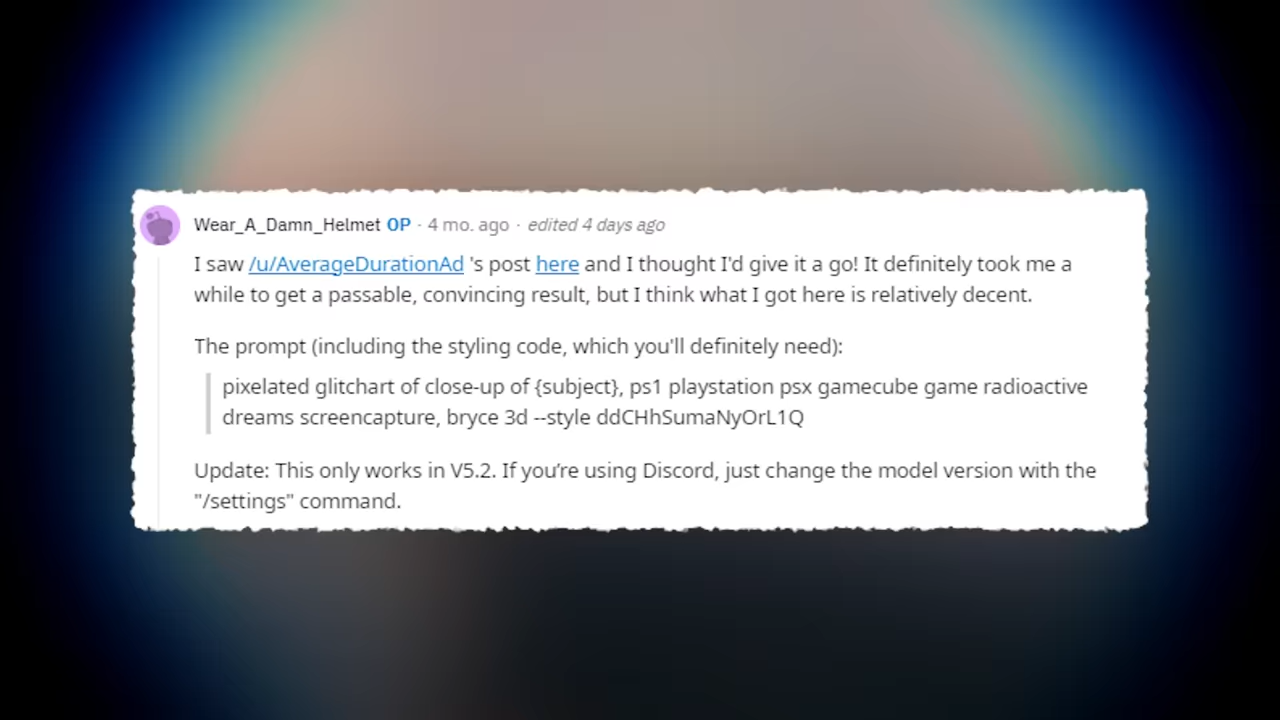 Wear_A_Damn_Helmet OP · 4 mo. ago · edited 4 days ago
I saw /u/AverageDurationAd 's post here and I thought I'd give it a go! It definitely took me a
while to get a passable, convincing result, but I think what I got here is relatively decent.
The prompt (including the styling code, which you'll definitely need):
pixelated glitchart of close-up of {subject}, ps1 playstation psx gamecube game radioactive
dreams screencapture, bryce 3d --style ddCHhSumaNyOrL1Q
Update: This only works in V5.2. If you’re using Discord, just change the model version with the
"/settings" command.